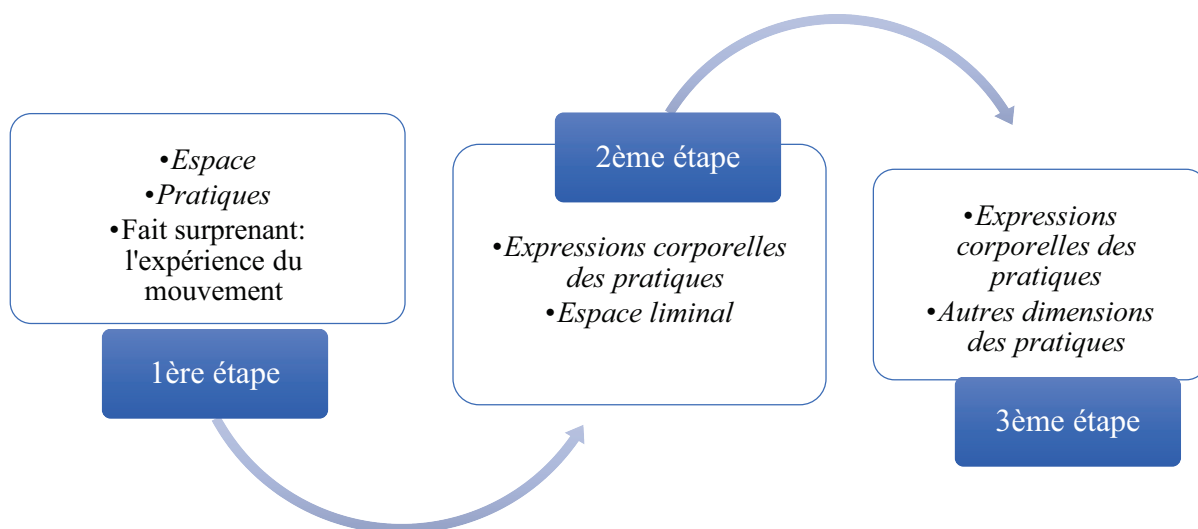 •Espace
•Pratiques
•Fait surprenant:
l'expérience du
mouvement
1ère étape
2ème étape
•Expressions corporelles
des pratiques
•Espace liminal
•Expressions
corporelles des
pratiques
•Autres dimensions
des pratiques
3ème étape